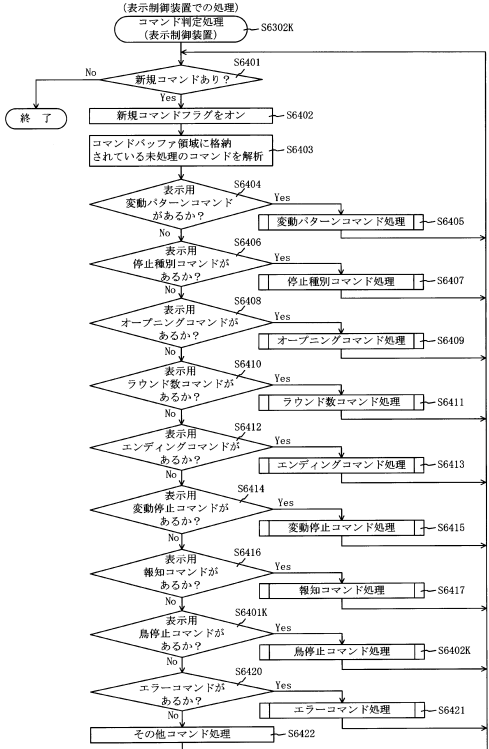 (表示制御装置での処理)
コマンド判定処理
(表示制御装置)
S6302K
S6401
新規コマンドあり？
No
Yes
終 了
新規コマンドフラグをオン
S6402
コマンドバッファ領域に格納
されている未処理のコマンドを解析
S6403
S6404
表示用
変動パターンコマンド
があるか？
Yes
変動パターンコマンド処理
S6405
No
S6406
表示用
停止種別コマンドが
あるか？
Yes
停止種別コマンド処理
S6407
No
S6408
表示用
オープニングコマンドが
あるか？
Yes
オープニングコマンド処理
S6409
No
S6410
表示用
ラウンド数コマンドが
あるか？
Yes
ラウンド数コマンド処理
S6411
No
S6412
表示用
エンディングコマンドが
あるか？
Yes
エンディングコマンド処理
S6413
No
S6414
表示用
変動停止コマンドが
あるか？
Yes
変動停止コマンド処理
S6415
No
S6416
表示用
報知コマンドが
あるか？
Yes
報知コマンド処理
S6417
No
S6401K
表示用
鳥停止コマンドが
あるか？
Yes
鳥停止コマンド処理
S6402K
No
S6420
エラーコマンドが
あるか？
Yes
エラーコマンド処理
S6421
No
その他コマンド処理
S6422